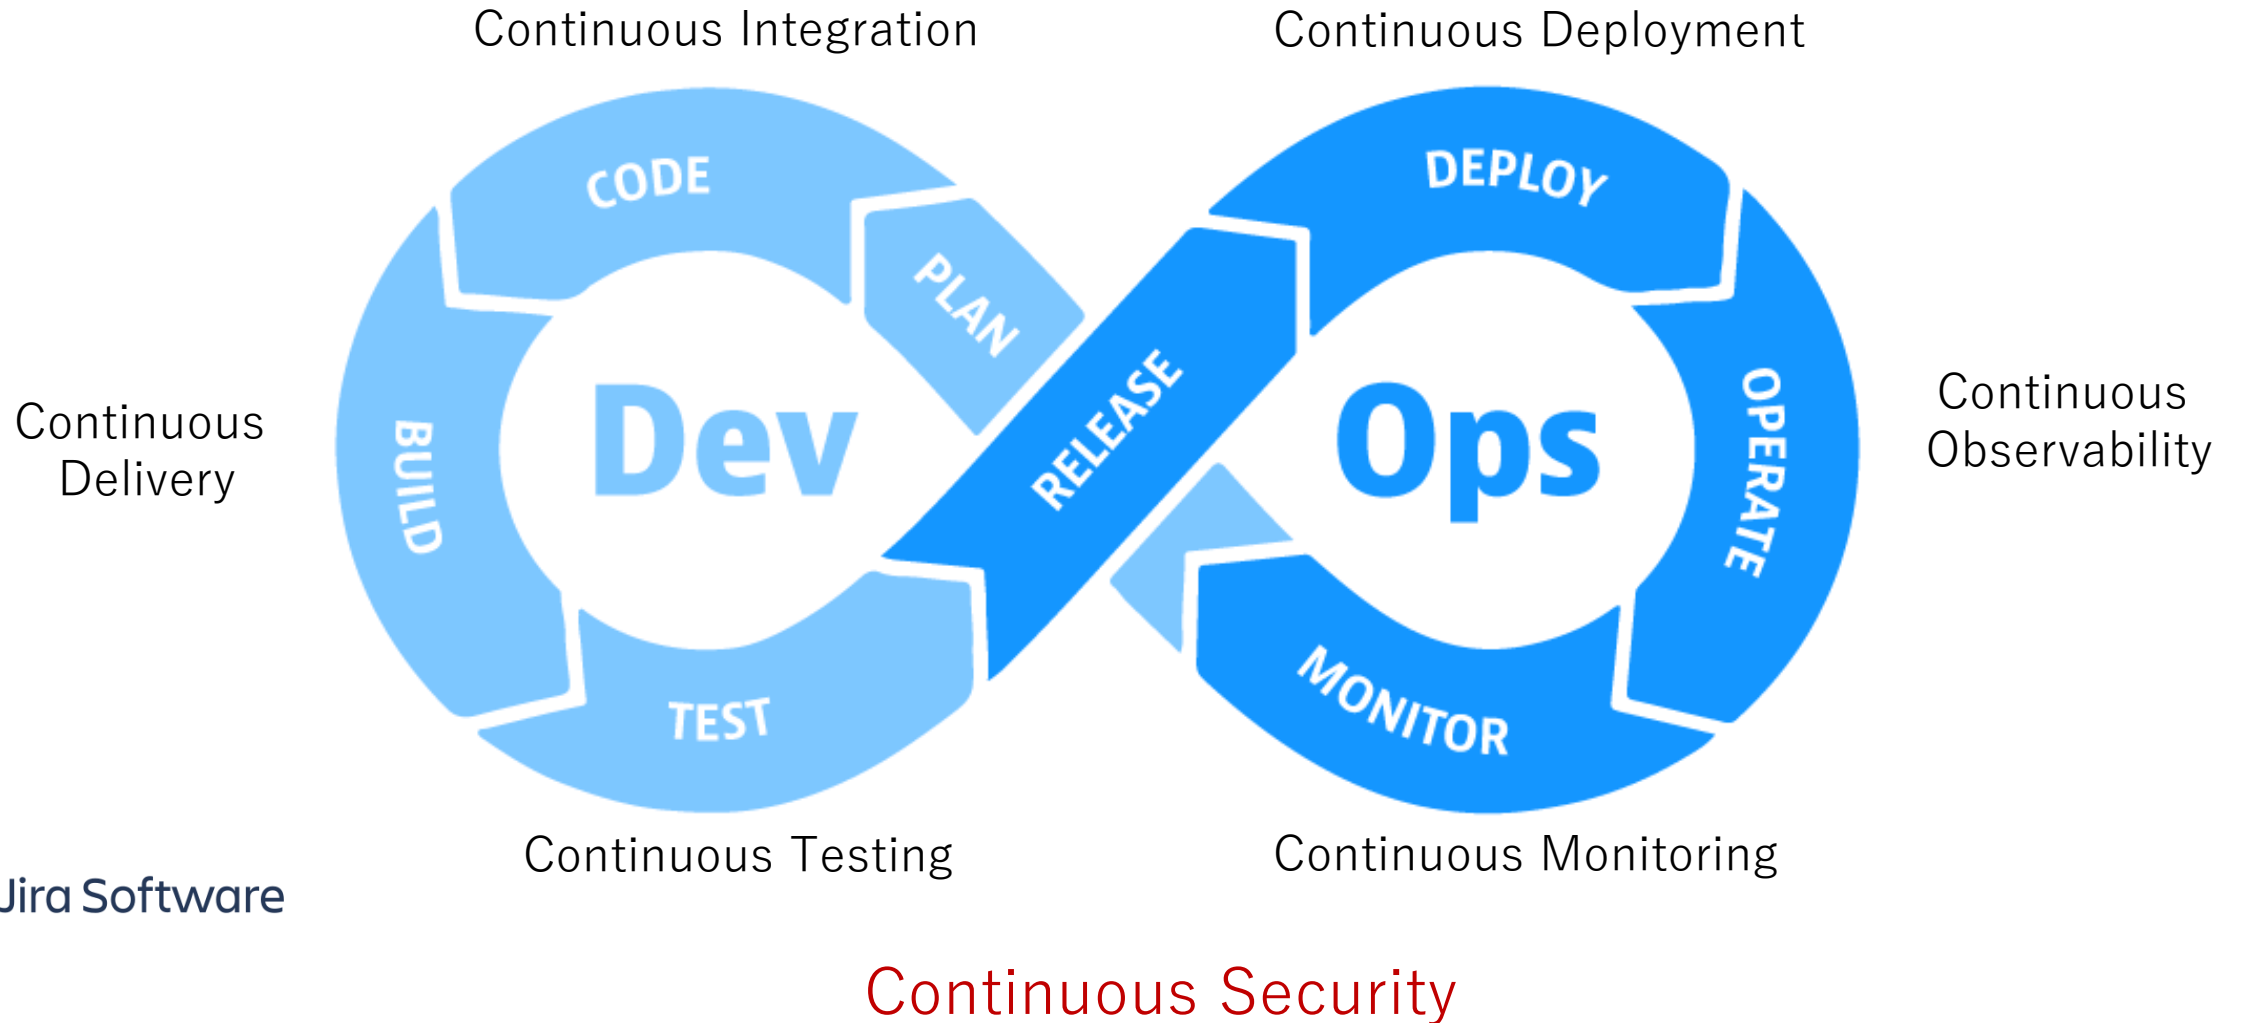 Continuous Integration
Continuous Deployment
CODE
PLAN
BUILD
TEST
Dev
RELEASE
DEPLOY
OPERATE
MONITOR
Ops
Continuous
Delivery
Continuous
Observability
Continuous Testing
Continuous Monitoring
Jira Software
Continuous Security